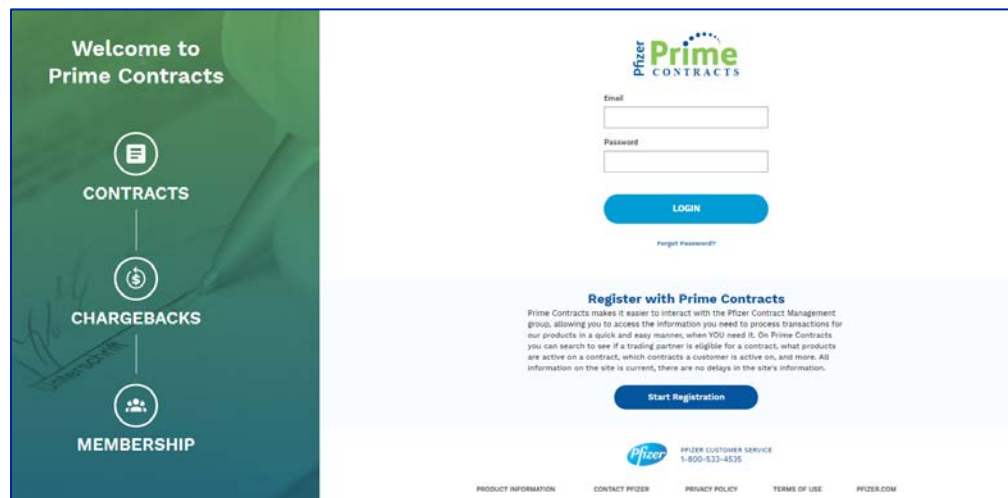 Welcome to
Prime Contracts
CONTRACTS
CHARGEBACKS
MEMBERSHIP
Pfizer
Prime
CONTRACTS
Email
Password
LOGIN
Forgot Password?
Register with Prime Contracts
Prime Contracts makes it easier to interact with the Pfizer Contract Management
group, allowing you to access the information you need to process transactions for
our products in a quick and easy manner, when YOU need it. On Prime Contracts
you can search to see if a trading partner is eligible for a contract, what products
are active on a contract, which contracts a customer is active on, and more. All
information on the site is current, there are no delays in the site's information.
Start Registration
Pfizer
PFIZER CUSTOMER SERVICE
1-800-533-4535
PRODUCT INFORMATION CONTACT PFIZER PRIVACY POLICY TERMS OF USE PFIZER.COM